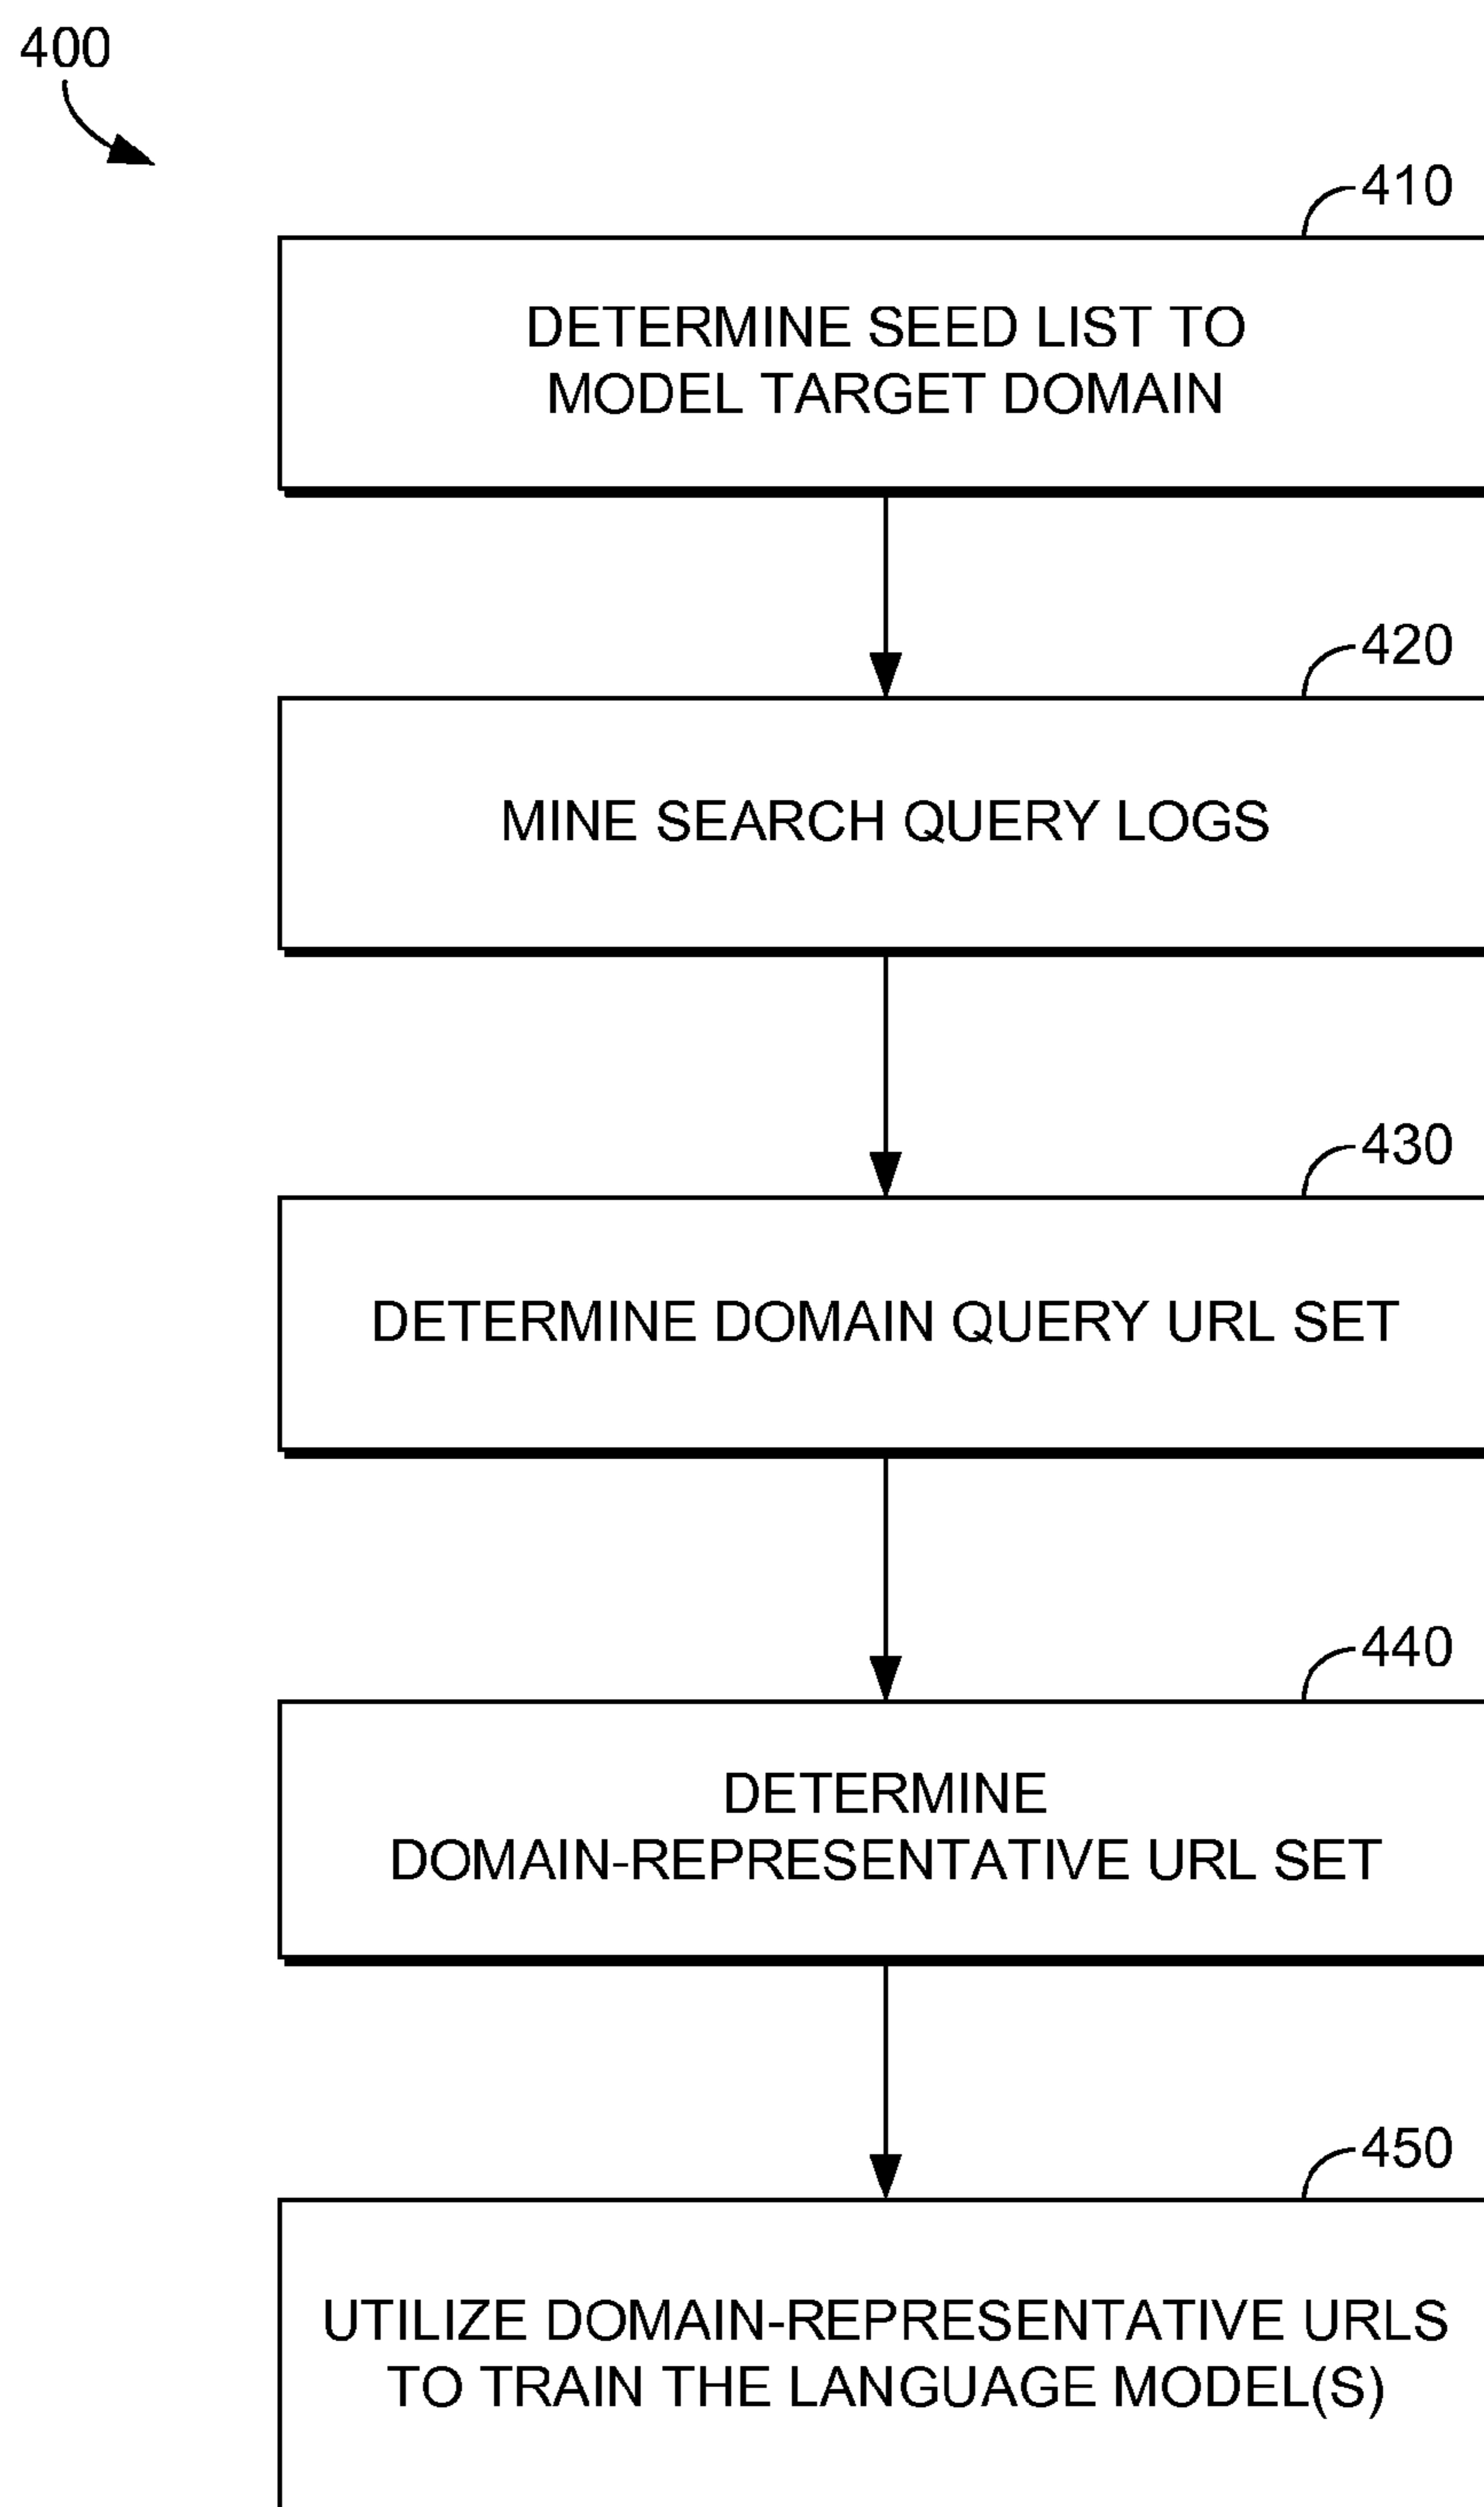 400
410
DETERMINE SEED LIST TO
MODEL TARGET DOMAIN
420
MINE SEARCH QUERY LOGS
430
DETERMINE DOMAIN QUERY URL SET
440
DETERMINE
DOMAIN-REPRESENTATIVE URL SET
450
UTILIZE DOMAIN-REPRESENTATIVE URLS
TO TRAIN THE LANGUAGE MODEL(S)